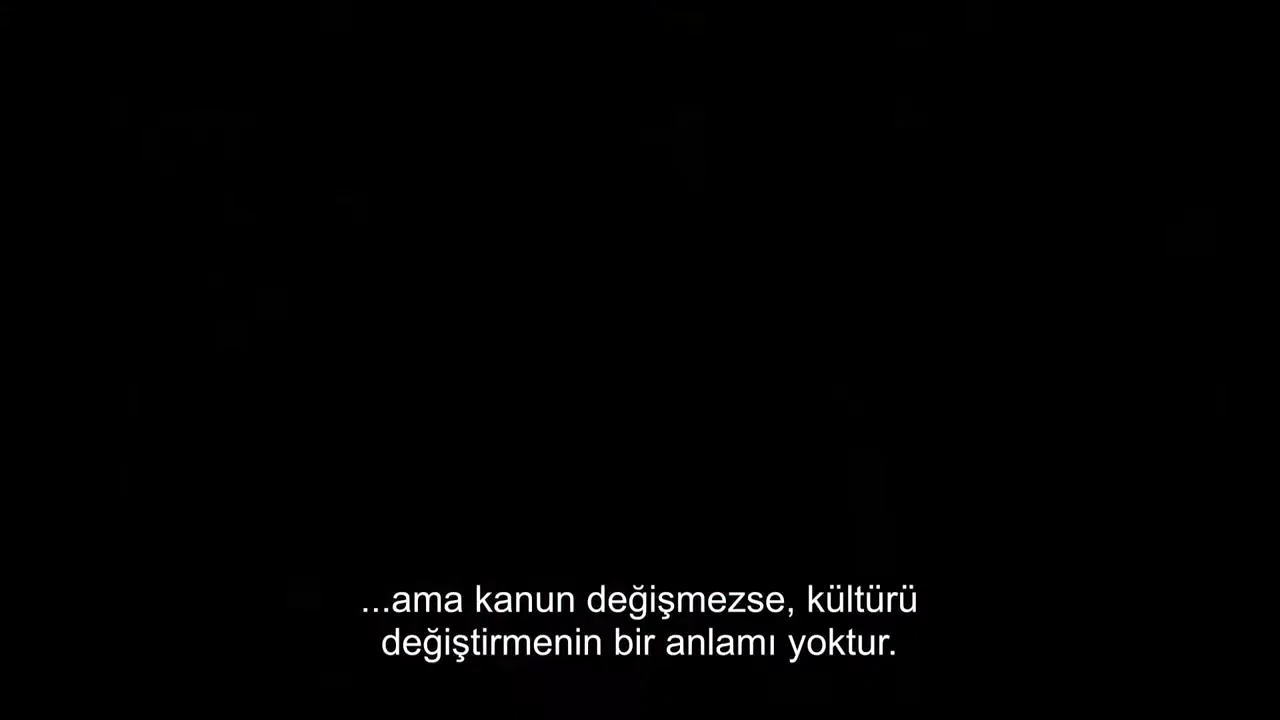 ...ama kanun değişmezse, kültürü
değiştirmenin bir anlamı yoktur.